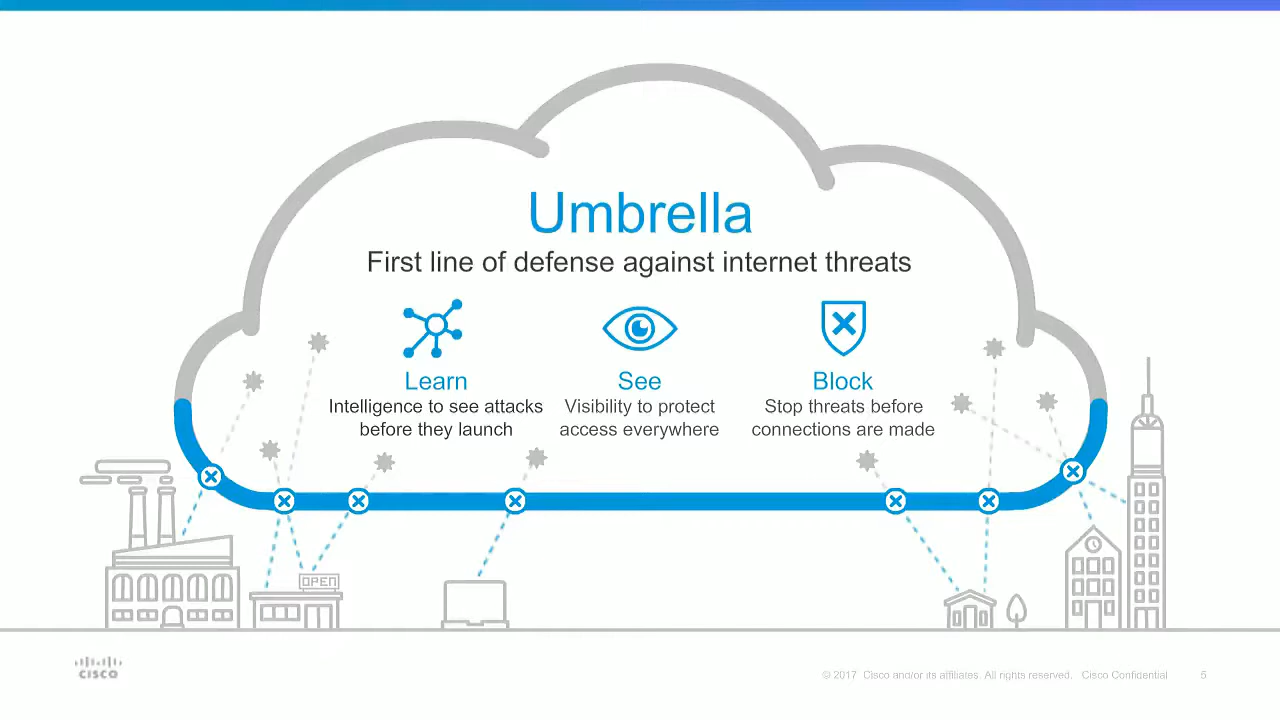 Umbrella
First line of defense against internet threats
Learn
Intelligence to see attacks
before they launch
See
Visibility to protect
access everywhere
Block
Stop threats before
connections are made
OPEN
CISCO
© 2017 Cisco and/or its affiliates. All rights reserved. Cisco Confidential 5